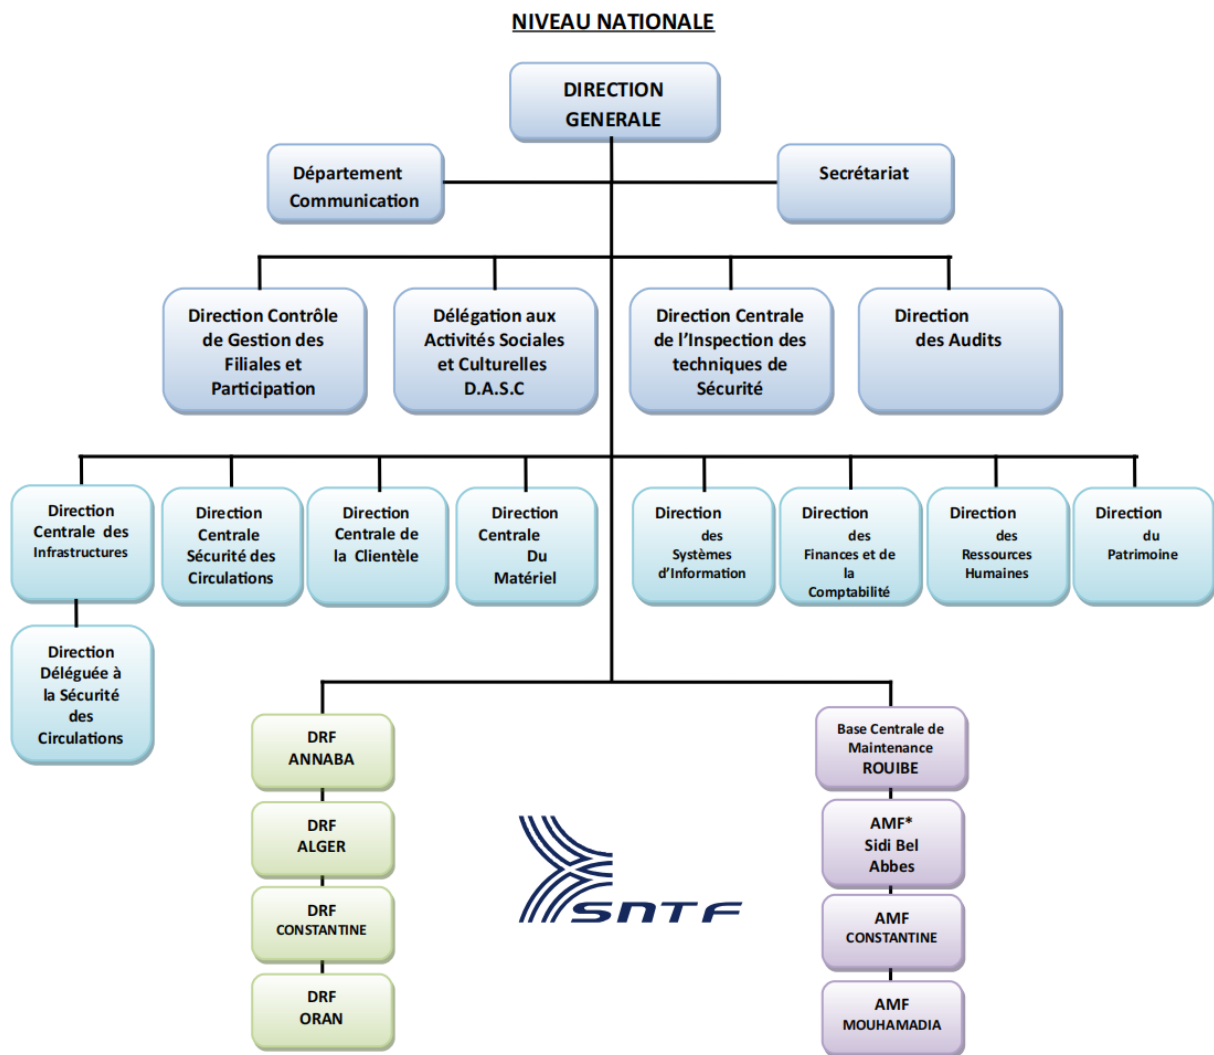 NIVEAU NATIONALE
DIRECTION
GENERALE
Département
Communication
Secrétariat
Direction Contrôle
de Gestion des
Filiales et
Participation
Délégation aux
Activités Sociales
et Culturelles
D.A.S.C
Direction Centrale
de l'Inspection des
techniques de
Sécurité
Direction
des Audits
Direction
Centrale des
Infrastructures
Direction
Centrale
Sécurité des
Circulations
Direction
Centrale de
la Clientèle
Direction
Centrale
Du
Matériel
Direction
des
Systèmes
d'Information
Direction
des
Finances et de
la
Comptabilité
Direction
des
Ressources
Humaines
Direction
du
Patrimoine
Direction
Déléguée à
la Sécurité
des
Circulations
DRF
ANNABA
DRF
ALGER
DRF
CONSTANTINE
DRF
ORAN
SNTF
Base Centrale de
Maintenance
ROUIBE
AMF*
Sidi Bel
Abbes
AMF
CONSTANTINE
AMF
MOUHAMADIA